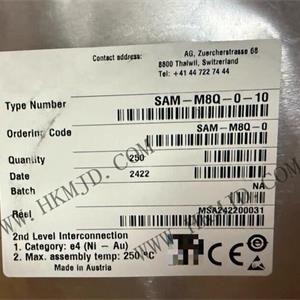 Contact address:
AG, Zuercherstrasse 68
8800 Thalwil, Switzerland
Tel: +41 44 722 74 44
Type Number
SAM-M8Q-0-10
Ordering Code
SAM-M8Q-0
Quantity
250
Date
2422
Batch
NA
Reel
MSA242200031
2nd Level Interconnection
1. Category: e4 (Ni - Au)
2. Max. assembly temp: 250 °C
Made in Austria
CE
WWW.HKMJD.COM